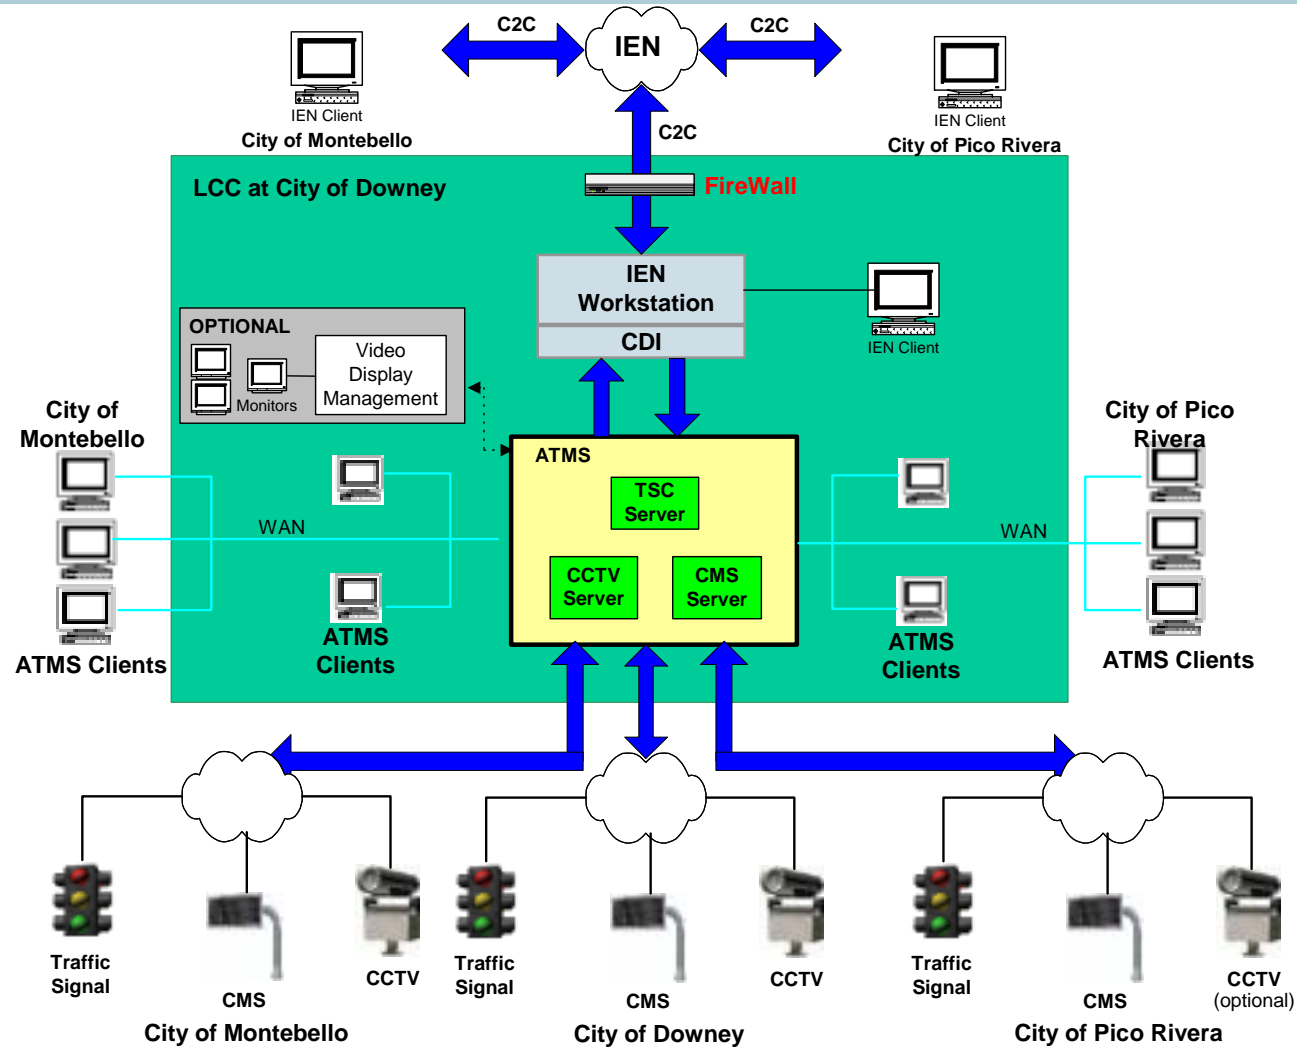 C2C
IEN
C2C
IEN Client
City of Montebello
C2C
IEN Client
City of Pico Rivera
LCC at City of Downey
FireWall
IEN
Workstation
CDI
IEN Client
OPTIONAL
Video
Display
Management
Monitors
City of
Montebello
City of Pico
Rivera
ATMS
TSC
Server
WAN
WAN
CCTV
Server
CMS
Server
ATMS Clients
ATMS
Clients
ATMS
Clients
ATMS Clients
Traffic
Signal
CMS
CCTV
City of Montebello
Traffic
Signal
CMS
CCTV
City of Downey
Traffic
Signal
CMS
CCTV
(optional)
City of Pico Rivera